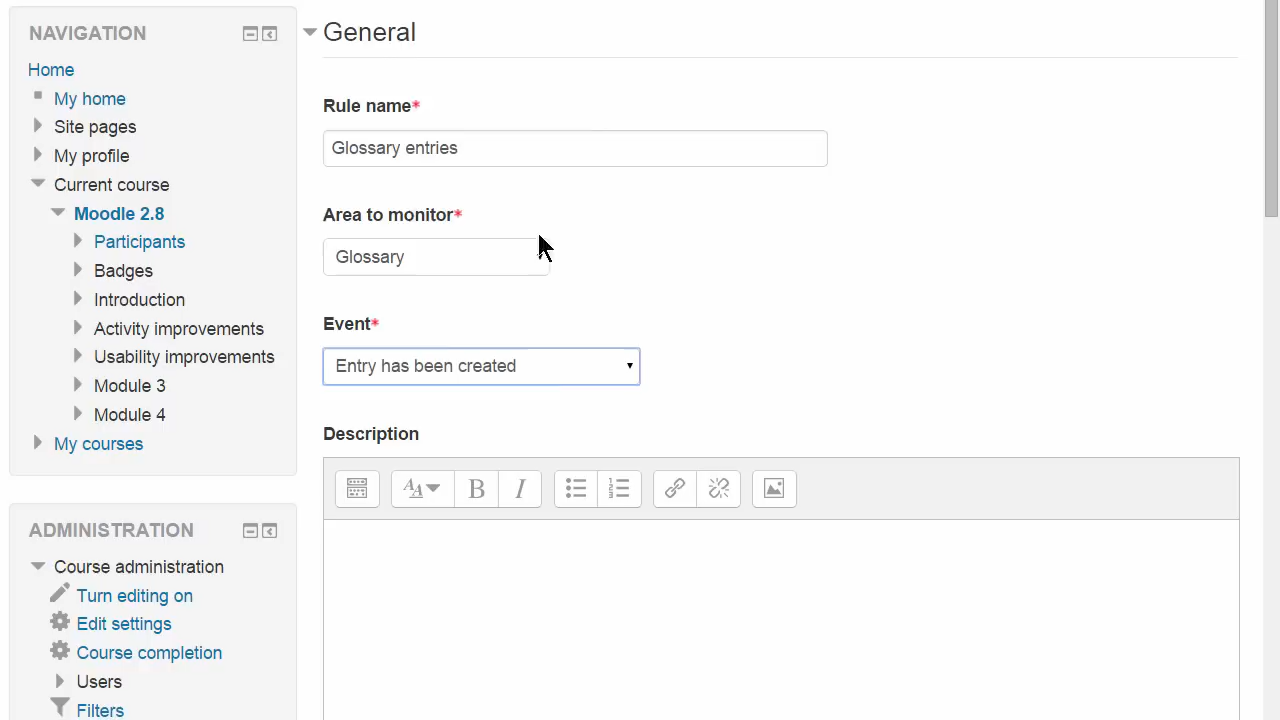 NAVIGATION
Home
My home
Site pages
My profile
Current course
Moodle 2.8
Participants
Badges
Introduction
Activity improvements
Usability improvements
Module 3
Module 4
My courses
ADMINISTRATION
Course administration
Turn editing on
Edit settings
Course completion
Users
Filters
General
Rule name*
Glossary entries
Area to monitor*
Glossary
Event*
Entry has been created
Description